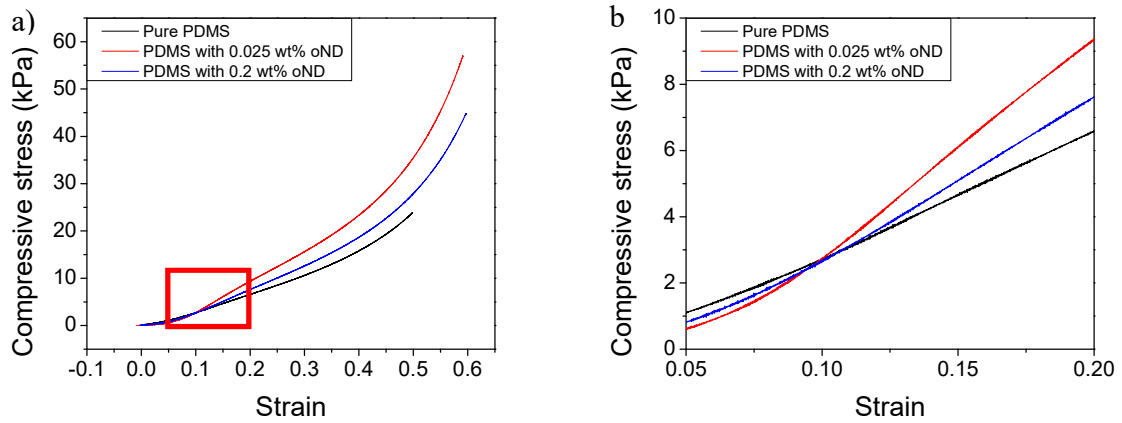 a)
Compressive stress (kPa)
60
50
40
30
20
10
0
Pure PDMS
PDMS with 0.025 wt% oND
PDMS with 0.2 wt% oND
-0.1 0.0 0.1 0.2 0.3 0.4 0.5 0.6
Strain
b)
Compressive stress (kPa)
10
8
6
4
2
0
Pure PDMS
PDMS with 0.025 wt% oND
PDMS with 0.2 wt% oND
0.05 0.10 0.15 0.20
Strain